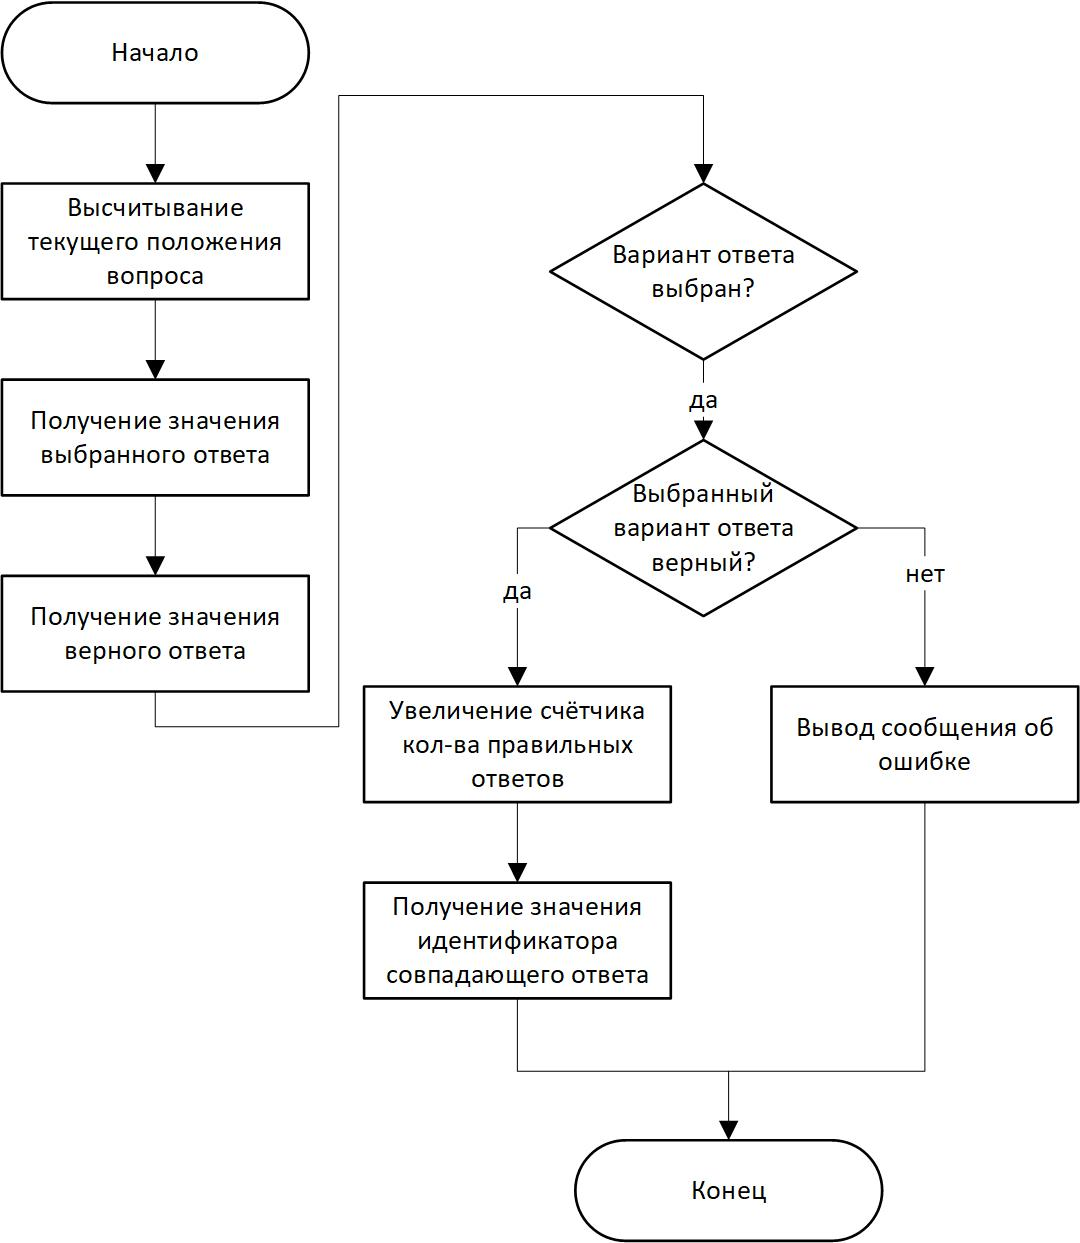 Начало
Высчитывание
текущего положения
вопроса
Получение значения
выбранного ответа
Получение значения
верного ответа
Вариант ответа
выбран?
да
Выбранный
вариант ответа
верный?
да
нет
Увеличение счётчика
кол-ва правильных
ответов
Вывод сообщения об
ошибке
Получение значения
идентификатора
совпадающего ответа
Конец